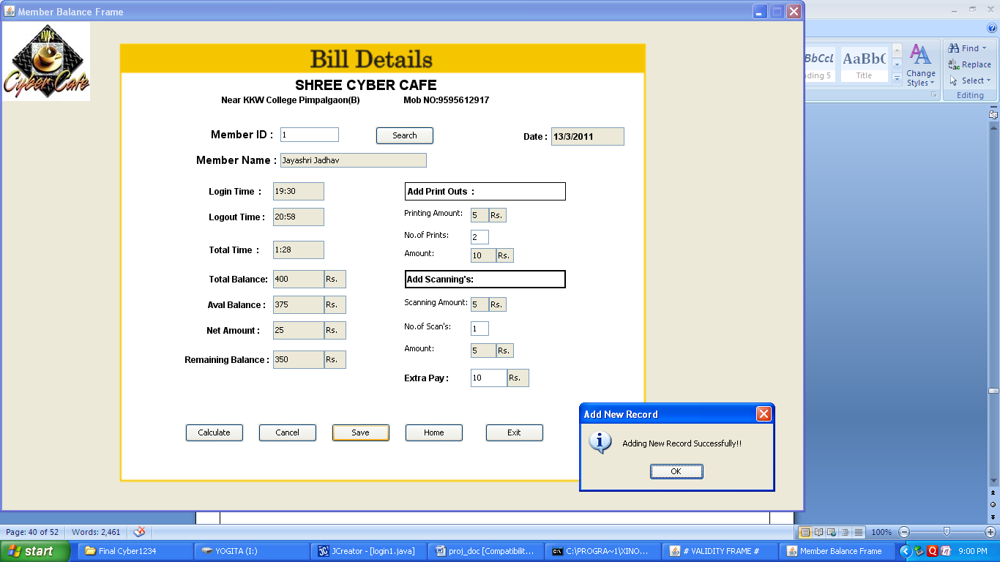 Member Balance Frame
AWS
Cyber Cafe
Bill Details
SHREE CYBER CAFE
Near KKW College Pimpalgaon(B) Mob NO:9595612917
Member ID : 1 Search Date : 13/3/2011
Member Name : Jayashri Jadhav
Login Time : 19:30 Add Print Outs :
Logout Time : 20:58 Printing Amount: 5 Rs.
No.of Prints: 2
Total Time : 1:28 Amount: 10 Rs.
Total Balance: 400 Rs. Add Scanning's:
Aval Balance : 375 Rs. Scanning Amount: 5 Rs.
Net Amount : 25 Rs. No.of Scan's: 1
Amount: 5 Rs.
Remaining Balance : 350 Rs.
Extra Pay : 10 Rs.
Calculate Cancel Save Home Exit
Add New Record
Adding New Record Successfully!!
OK
BbCcL AaBbC
ding 5 Title
Change
Styles
Find
Replace
Select
Editing
Page: 40 of 52 Words: 2,461 100%
start Final Cyber1234 YOGITA (I:) JCreator - [login1.java] proj_doc [Compatibilit... C:\PROGRA~1\XINO... # VALIDITY FRAME # Member Balance Frame 9:00 PM